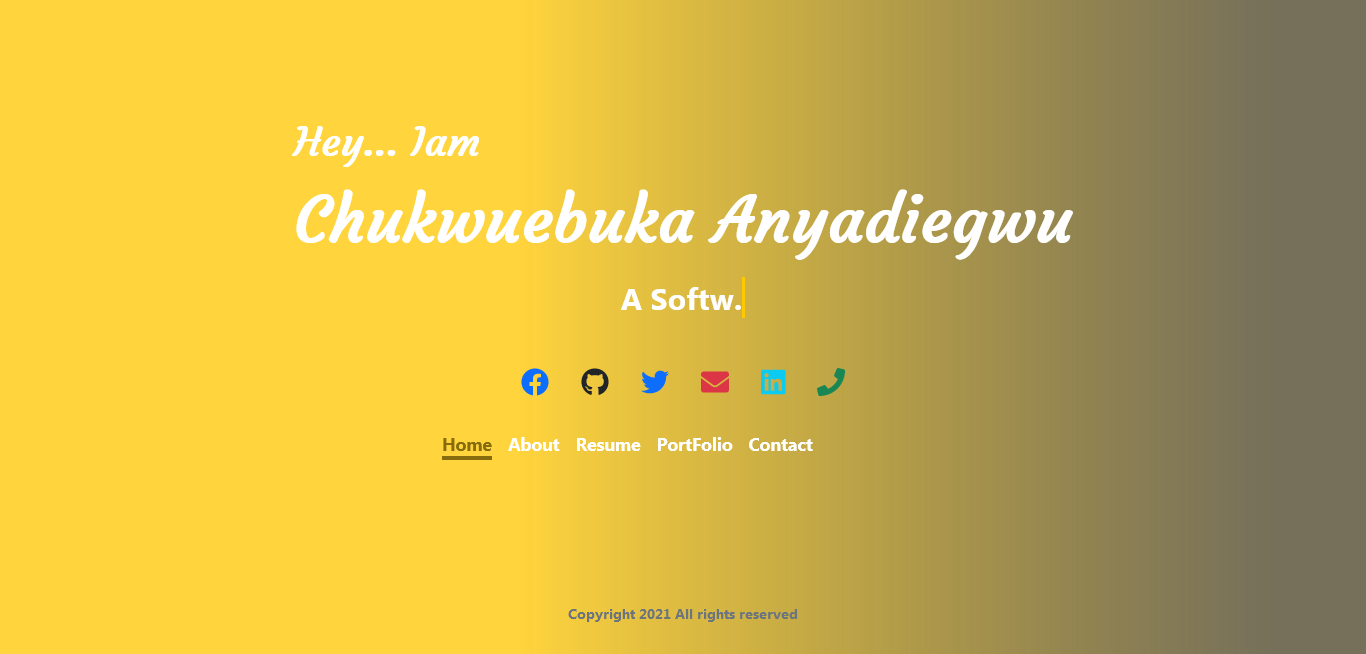 Hey... Iam
Chukwuebuka Anyadiegwu
A Softw.
Home About Resume PortFolio Contact
Copyright 2021 All rights reserved